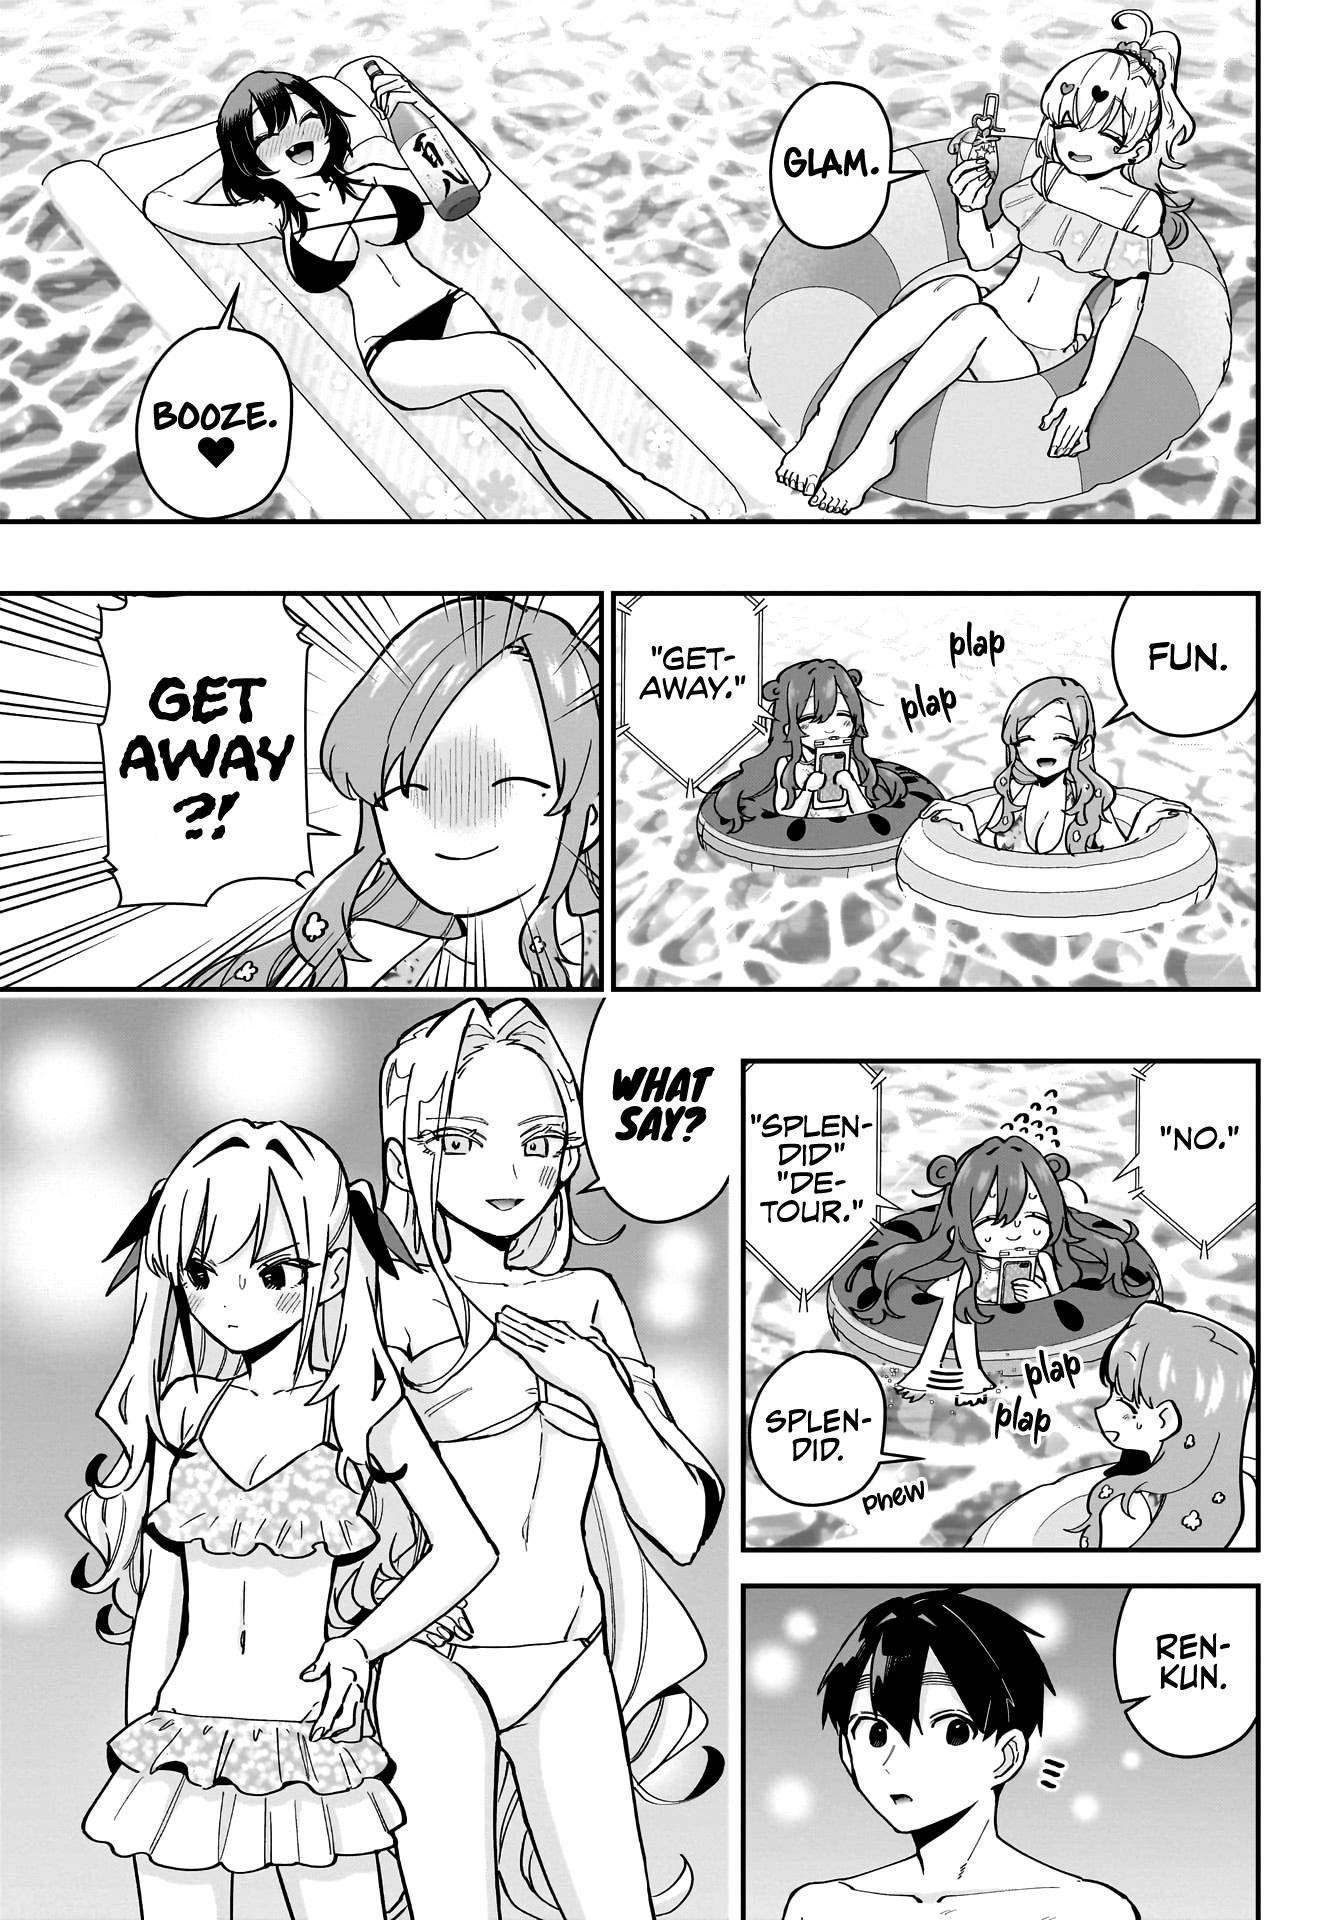 GLAM.
BOOZE.
♥
FUN.
plap
plap
"GET-
AWAY."
GET
AWAY
?!
"NO."
"SPLEN-
DID"
"DE-
TOUR."
plap
plap
SPLEN-
DID.
phew
REN-
KUN.
WHAT
SAY?